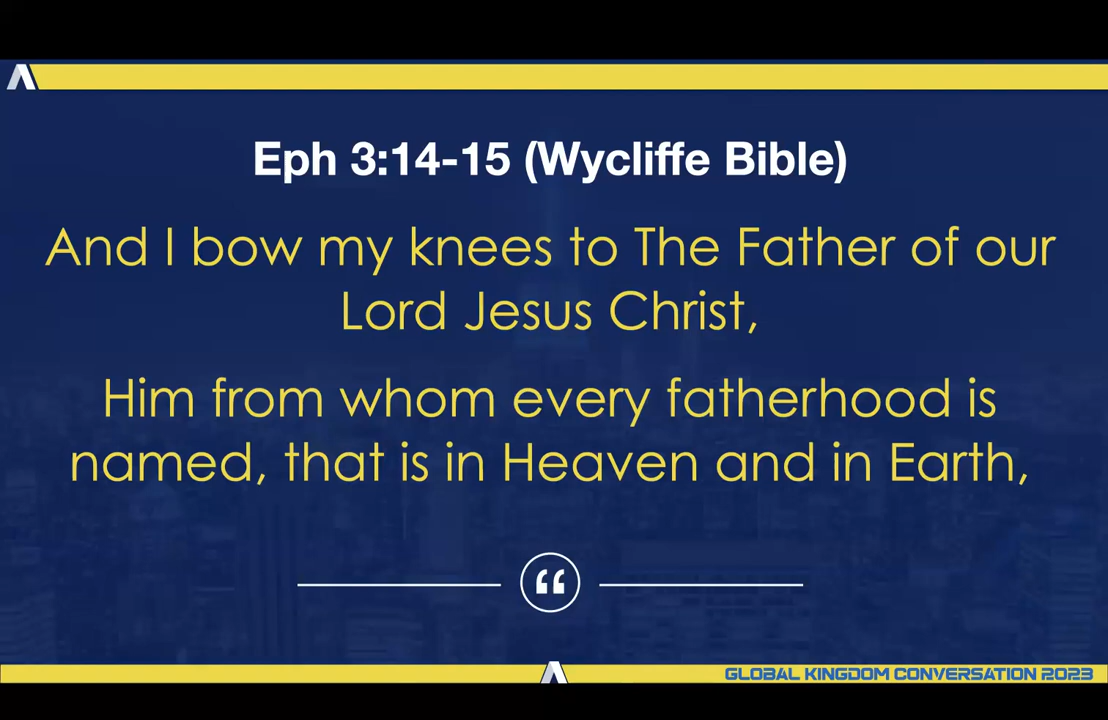 Eph 3:14-15 (Wycliffe Bible)
And I bow my knees to The Father of our
Lord Jesus Christ,
Him from whom every fatherhood is
named, that is in Heaven and in Earth,
GLOBAL KINGDOM CONVERSATION 2023